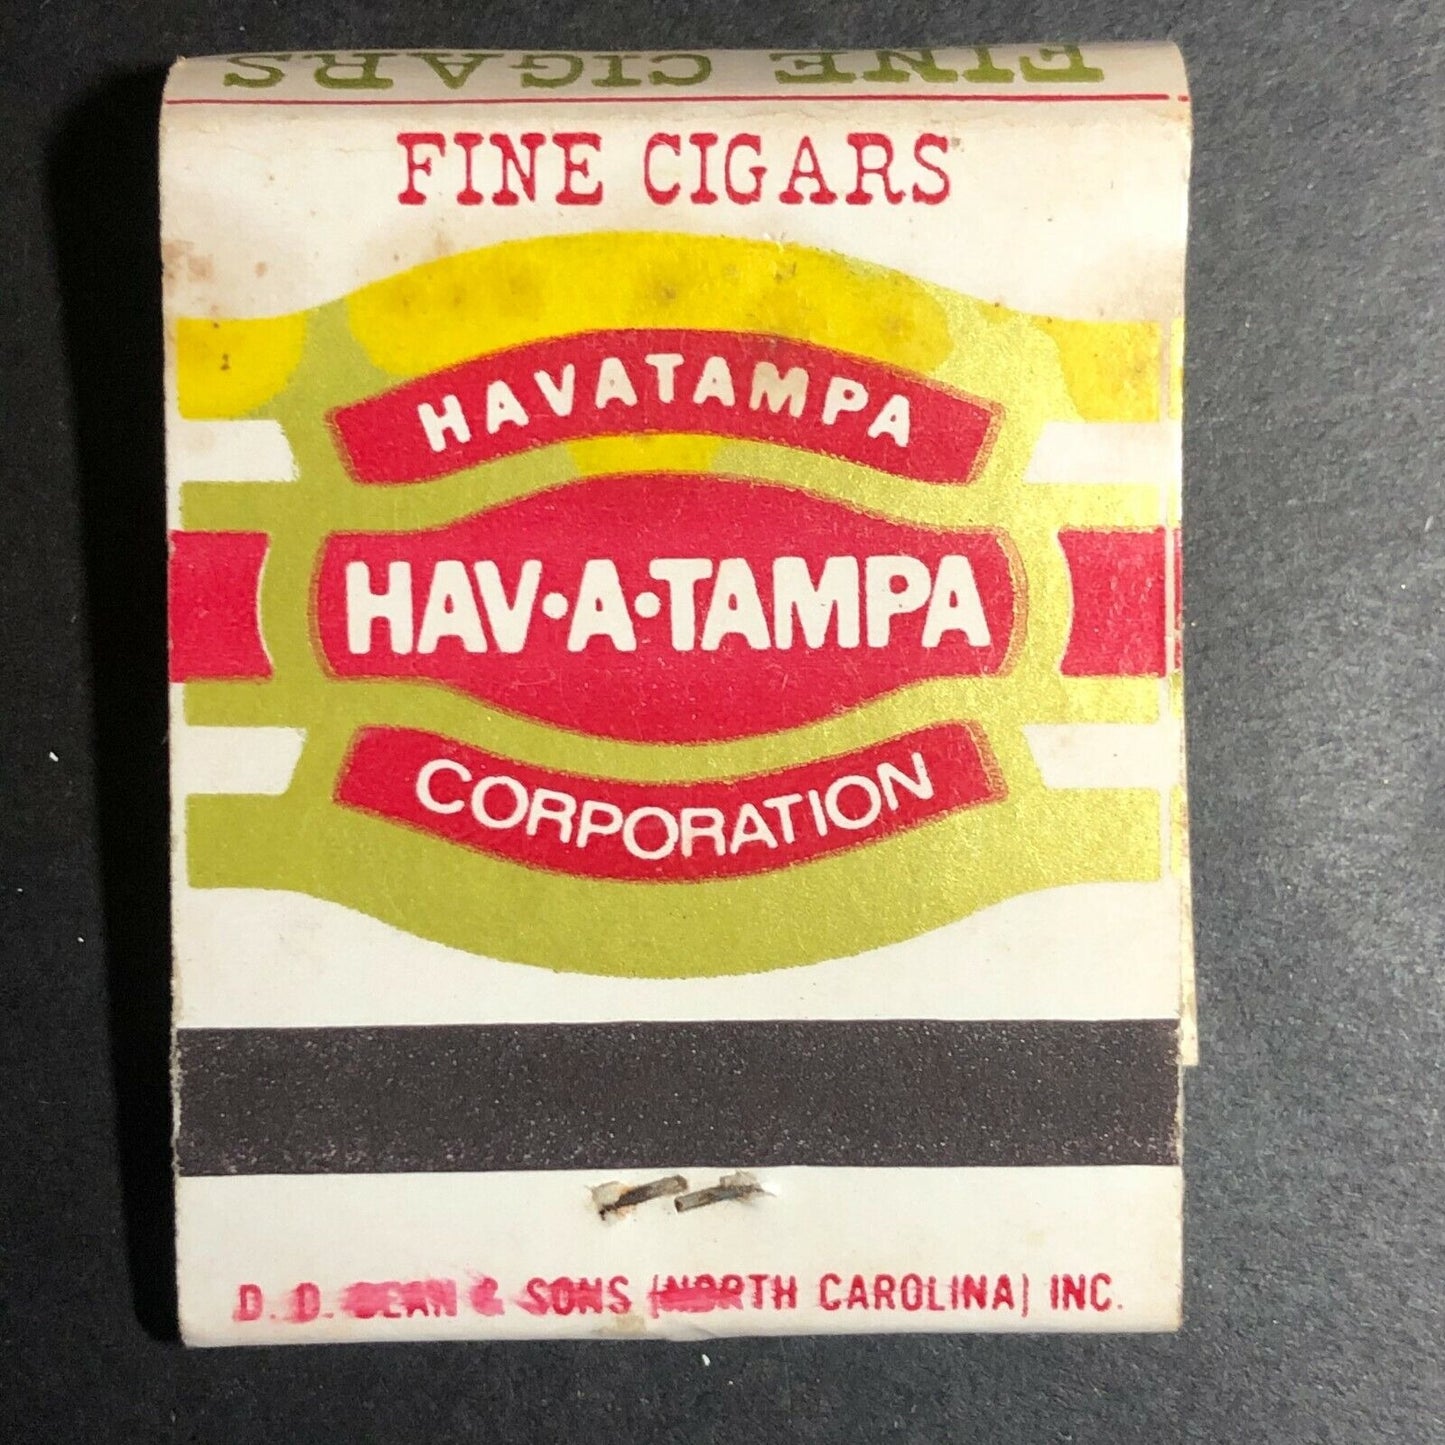 FINE CIGARS
FINE CIGARS
HAVATAMPA
HAV•A•TAMPA
CORPORATION
D. D. BEAN & SONS (NORTH CAROLINA) INC.